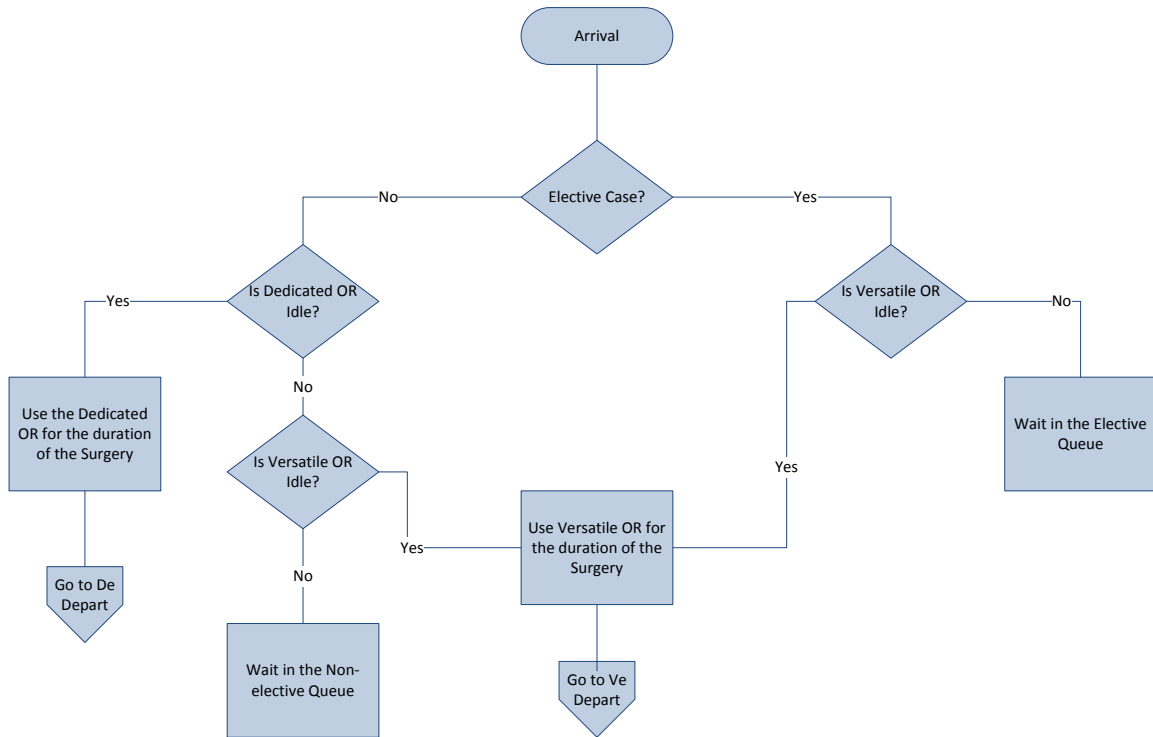 Arrival
Elective Case?
No
Yes
Is Dedicated OR
Idle?
Is Versatile OR
Idle?
Yes
No
Use the Dedicated
OR for the duration
of the Surgery
No
Wait in the Elective
Queue
Is Versatile OR
Idle?
Yes
Use Versatile OR for
the duration of the
Surgery
Yes
No
Go to De
Depart
Wait in the Non-
elective Queue
Go to Ve
Depart